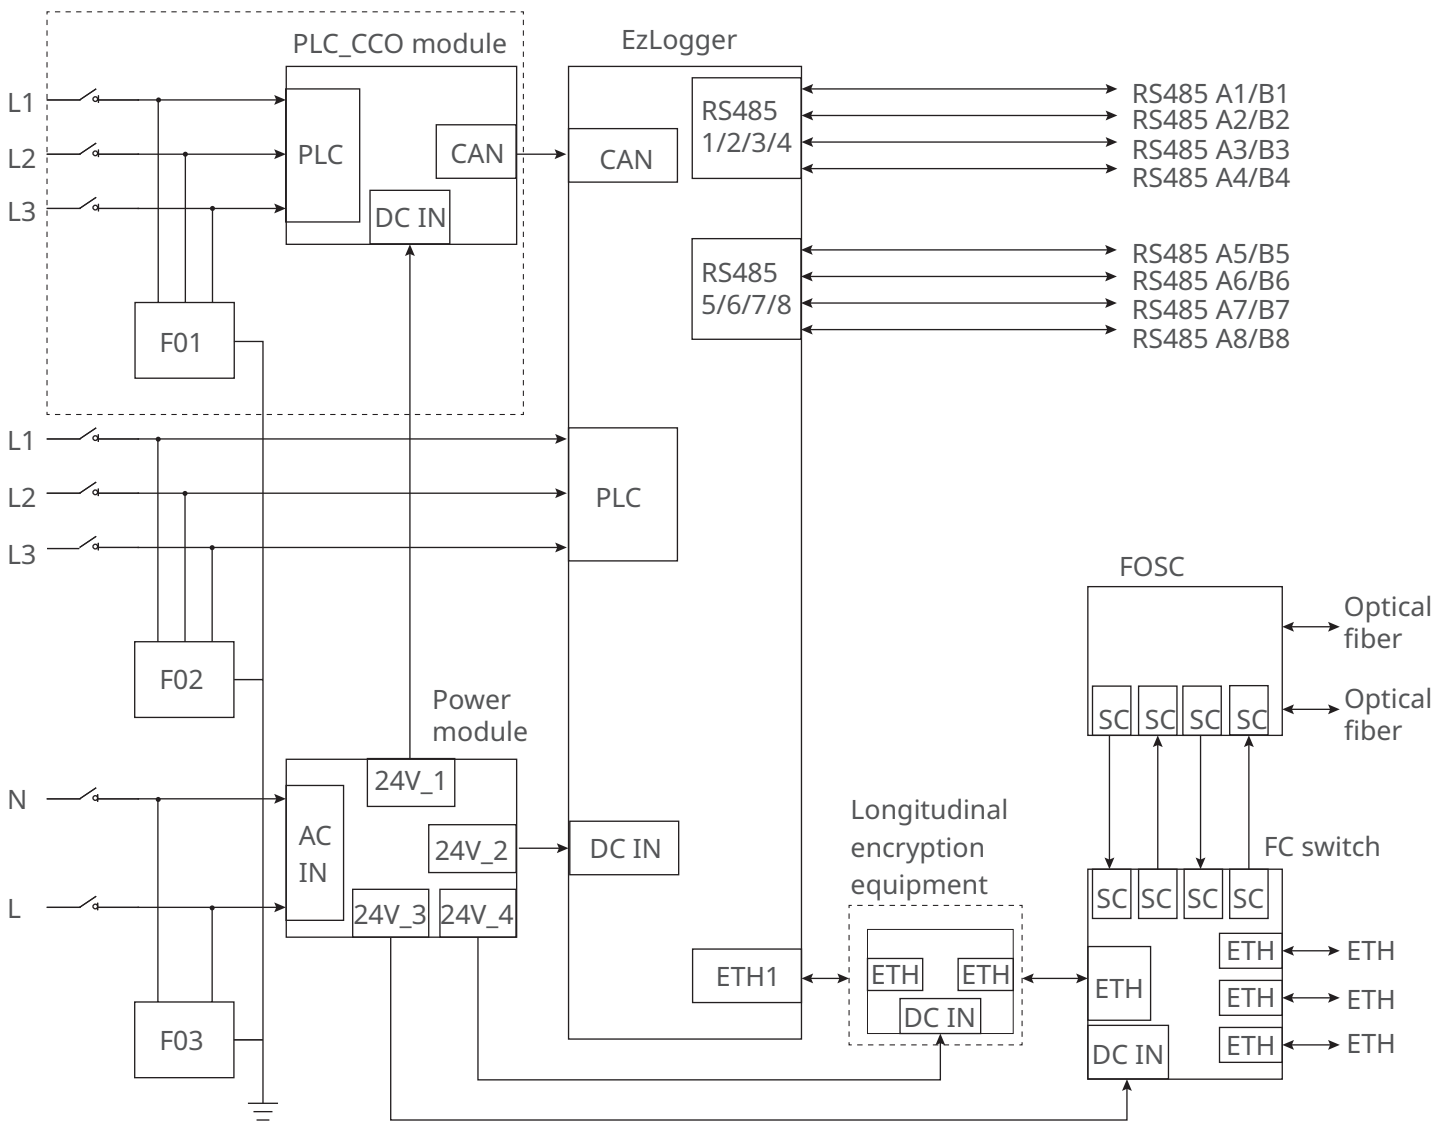 PLC_CCO module
EzLogger
L1
L2
L3
PLC
CAN
DC IN
F01
CAN
RS485
1/2/3/4
RS485 A1/B1
RS485 A2/B2
RS485 A3/B3
RS485 A4/B4
RS485
5/6/7/8
RS485 A5/B5
RS485 A6/B6
RS485 A7/B7
RS485 A8/B8
L1
L2
L3
PLC
F02
Power
module
24V_1
24V_2
24V_3
24V_4
N
L
AC
IN
F03
DC IN
ETH1
Longitudinal
encryption
equipment
ETH
ETH
DC IN
FOSC
Optical
fiber
Optical
fiber
SC
SC
SC
SC
FC switch
SC
SC
SC
SC
ETH
DC IN
ETH
ETH
ETH
ETH
ETH
ETH